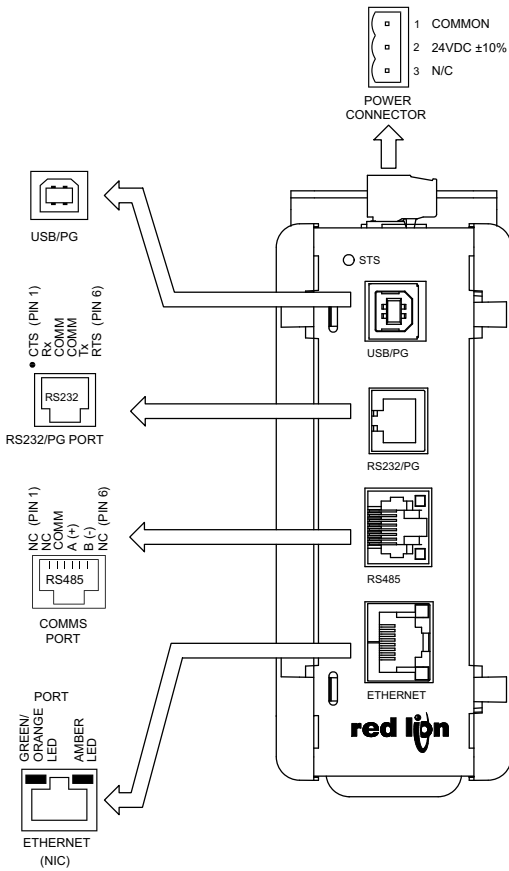 1 COMMON
2 24VDC ±10%
3 N/C
POWER
CONNECTOR
USB/PG
STS
USB/PG
CTS (PIN 1)
Rx
COMM
COMM
Tx
RTS (PIN 6)
RS232
RS232/PG PORT
RS232/PG
NC (PIN 1)
NC
COMM
A (+)
B (-)
NC (PIN 6)
RS485
COMMS
PORT
RS485
PORT
GREEN/
ORANGE
LED
AMBER
LED
ETHERNET
(NIC)
ETHERNET
red lion